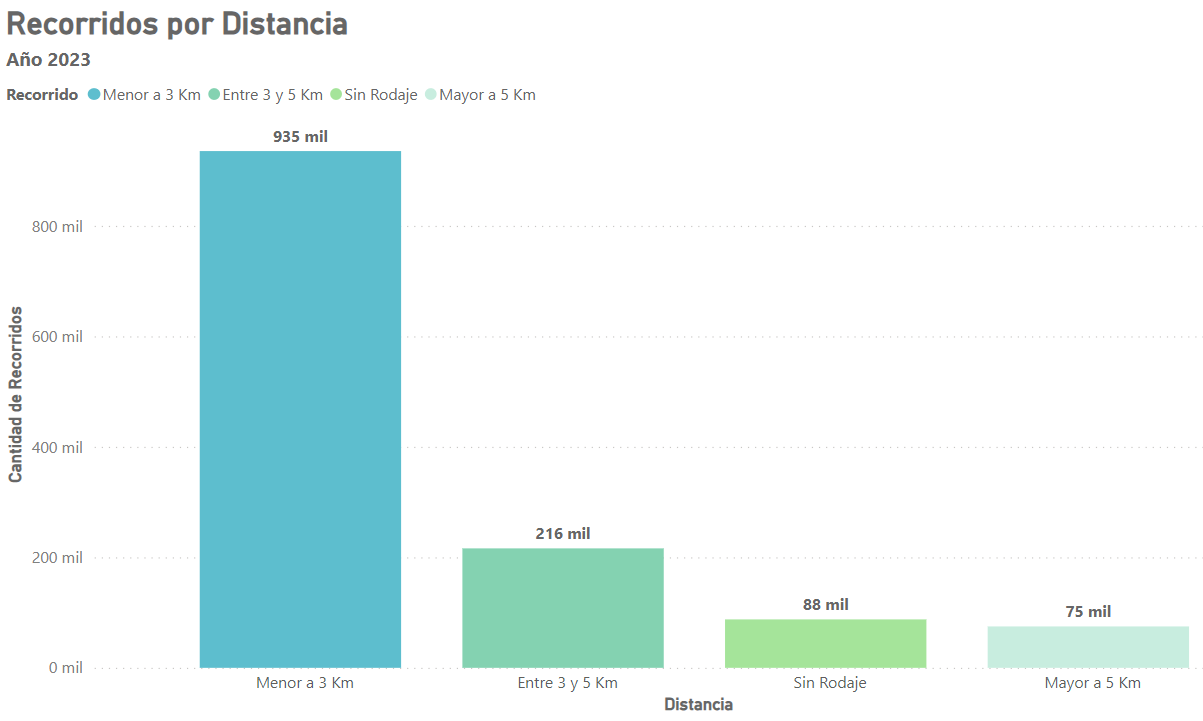 Recorridos por Distancia
Año 2023
Recorrido Menor a 3 Km Entre 3 y 5 Km Sin Rodaje Mayor a 5 Km
Cantidad de Recorridos
800 mil
600 mil
400 mil
200 mil
0 mil
935 mil
216 mil
88 mil
75 mil
Menor a 3 Km Entre 3 y 5 Km Sin Rodaje Mayor a 5 Km
Distancia